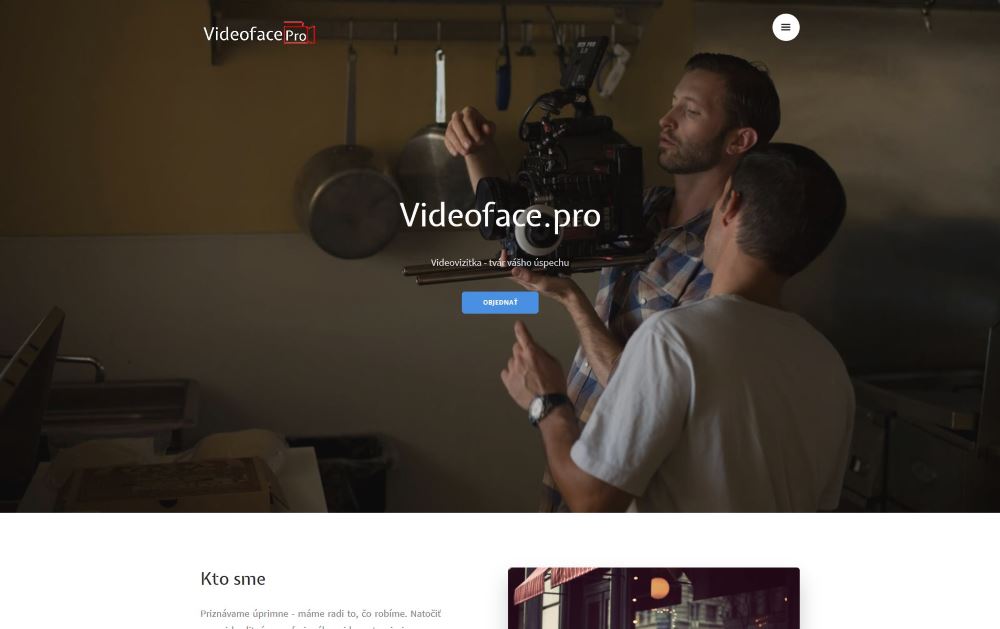 Videoface Pro
Videoface.pro
Videovizitka - tvár vášho úspechu
OBJEDNAŤ
Kto sme
Priznávame úprimne - máme radi to, čo robíme. Natočiť